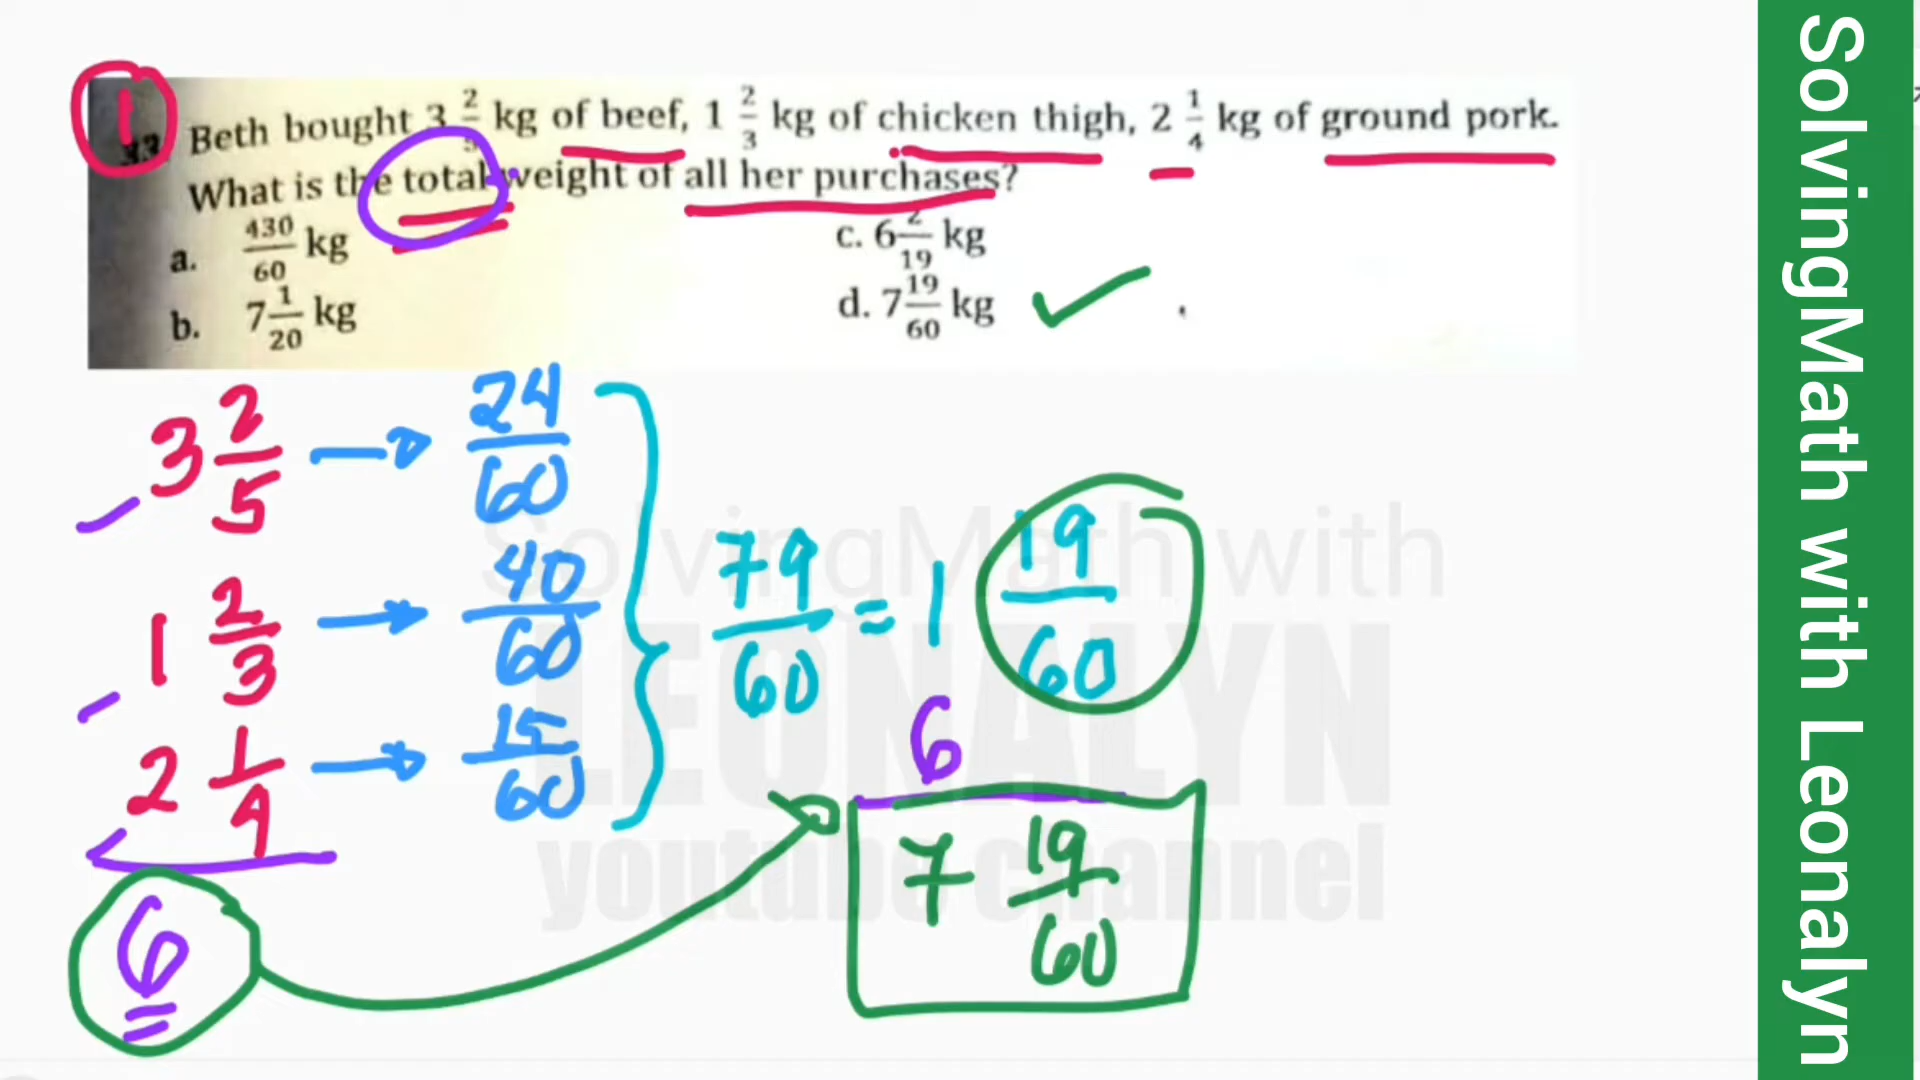 1
33 Beth bought 3 2/5 kg of beef, 1 2/3 kg of chicken thigh, 2 1/4 kg of ground pork.
What is the total weight of all her purchases?
a. 430/60 kg
c. 6 2/19 kg
b. 7 1/20 kg
d. 7 19/60 kg
3 2/5 → 24/60
1 2/3 → 40/60
2 1/4 → 15/60
79/60 = 1 19/60
6
7 19/60
6
SolvingMath with
LEONALYN
youtube channel
SolvingMath with Leonalyn